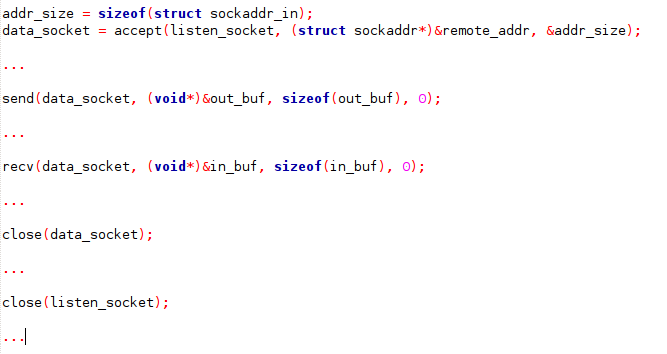 addr_size = sizeof(struct sockaddr_in);
data_socket = accept(listen_socket, (struct sockaddr*)&remote_addr, &addr_size);
...
send(data_socket, (void*)&out_buf, sizeof(out_buf), 0);
...
recv(data_socket, (void*)&in_buf, sizeof(in_buf), 0);
...
close(data_socket);
...
close(listen_socket);
...